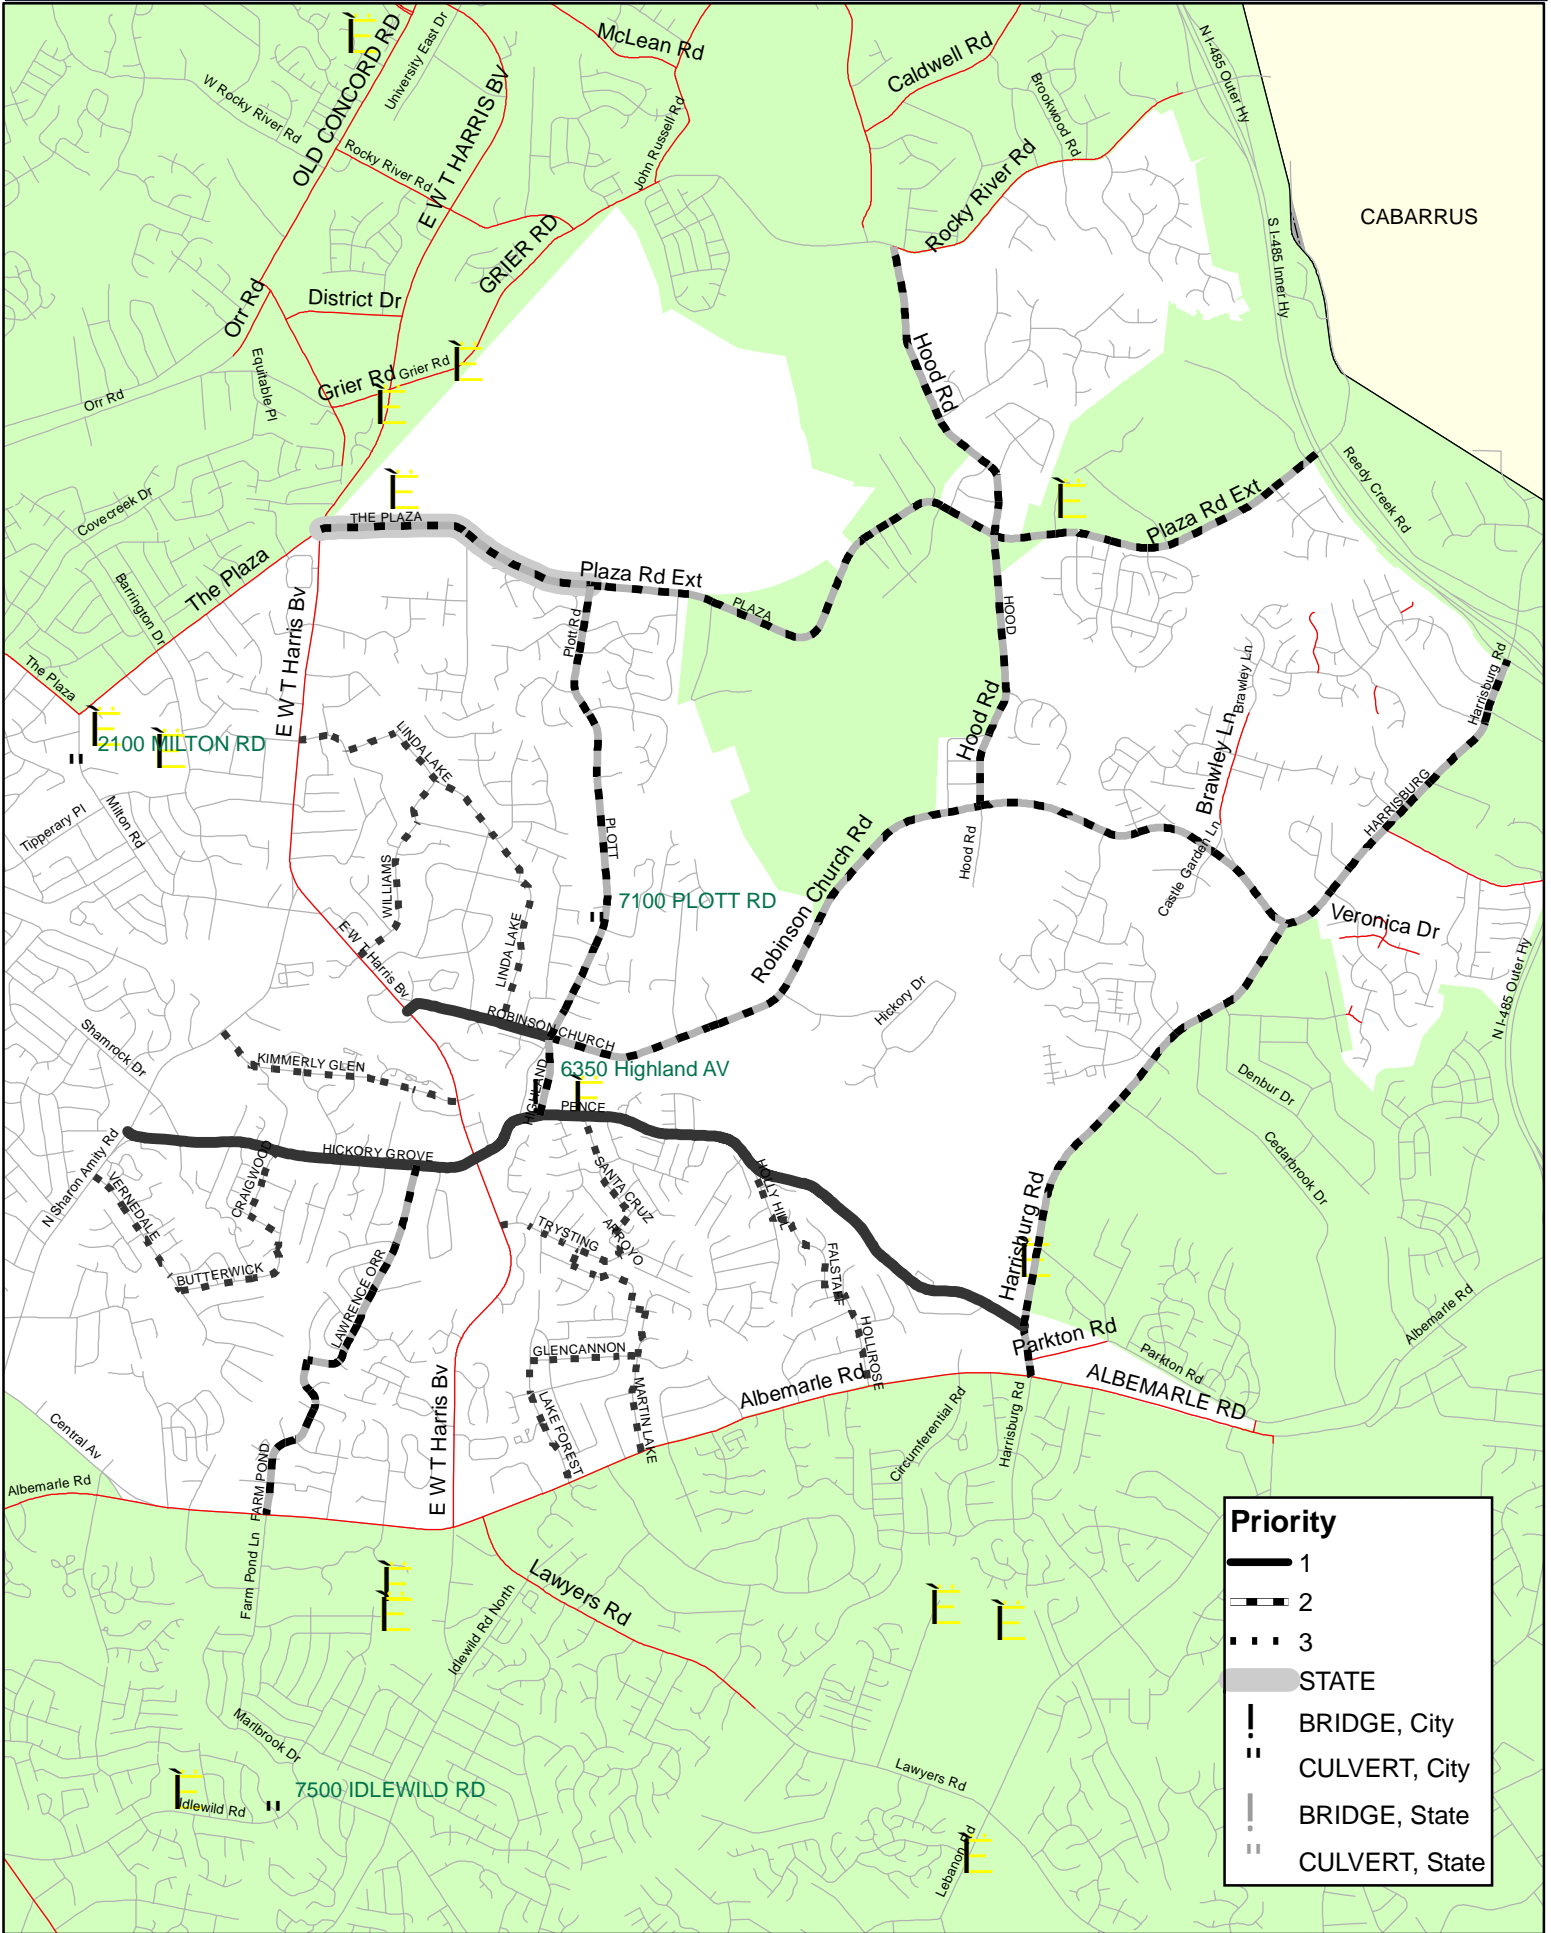 OLD CONCORD RD
University East Dr
McLean Rd
Caldwell Rd
N I-485 Outer Hy
W Rocky River Rd
Rocky River Rd
E W T HARRIS BV
John Russell Rd
Brookwood Rd
Rocky River Rd
CABARRUS
S I-485 Inner Hy
GRIER RD
District Dr
Orr Rd
Equitable Pl
Grier Rd
Grier Rd
Orr Rd
Hood Rd
Reedy Creek Rd
Covecreek Dr
THE PLAZA
Plaza Rd Ext
The Plaza
Barrington Dr
Plaza Rd Ext
PLAZA
HOOD
Plott Rd
E W T Harris Bv
The Plaza
Brawley Ln
Harrisburg Rd
Hood Rd
2100 MILTON RD
LINDA LAKE
Brawley Ln
HARRISBURG
Tipperary Pl
Milton Rd
PLOTT
Hood Rd
Castle Garden Ln
WILLIAMS
7100 PLOTT RD
Robinson Church Rd
Veronica Dr
E W T Harris Bv
LINDA LAKE
N I-485 Outer Hy
Hickory Dr
ROBINSON CHURCH
Shamrock Dr
KIMMERLY GLEN
6350 Highland AV
HIGHLAND
PENCE
Denbur Dr
N Sharon Amity Rd
HICKORY GROVE
Cedarbrook Dr
CRAIGWOOD
VERNEDALE
SANTA CRUZ
HOLLY HILL
Harrisburg Rd
TRYSTING
ARROYO
BUTTERWICK
LAWRENCE ORR
FALSTAFF
Albemarle Rd
HOLLIROSE
Parkton Rd
Parkton Rd
GLENCANNON
E W T Harris Bv
LAKE FOREST
MARTIN LAKE
Albemarle Rd
Circumferential Rd
Harrisburg Rd
ALBEMARLE RD
Central Av
Albemarle Rd
FARM POND
Farm Pond Ln
Idlewild Rd North
Lawyers Rd
Priority
1
2
3
STATE
BRIDGE, City
CULVERT, City
BRIDGE, State
CULVERT, State
Marlbrook Dr
Lawyers Rd
7500 IDLEWILD RD
Idlewild Rd
Lebanon Rd